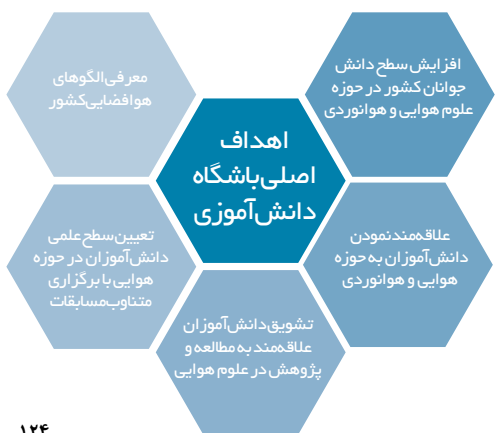 اهداف
اصلی باشگاه
دانش‌آموزی
افزایش سطح دانش
جوانان کشور در حوزه
علوم هوایی و هوانوردی
علاقه‌مند نمودن
دانش‌آموزان به حوزه
هوایی و هوانوردی
تشویق دانش‌آموزان
علاقه‌مند به مطالعه و
پژوهش در علوم هوایی
تعیین سطح علمی
دانش‌آموزان در حوزه
هوایی با برگزاری
متناوب مسابقات
معرفی الگوهای
هوافضایی کشور
۱۲۴